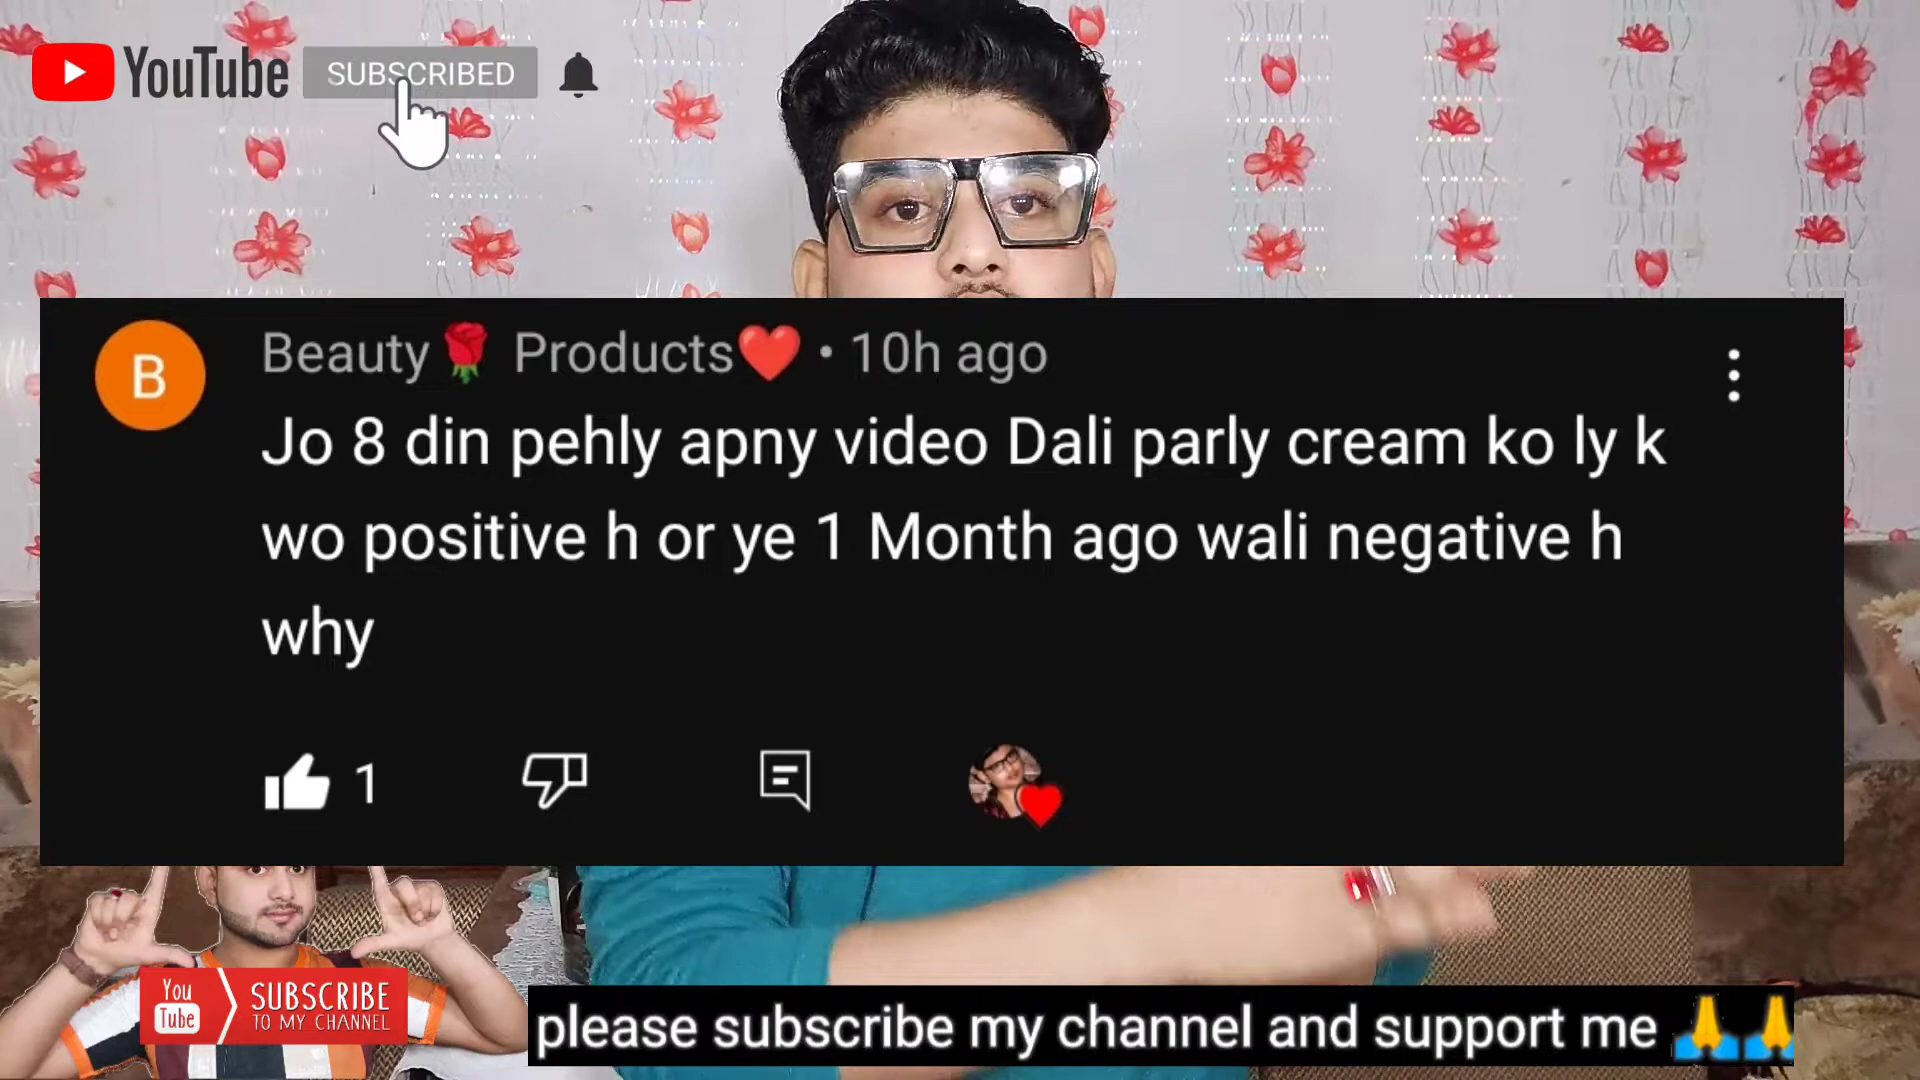 YouTube SUBSCRIBED
B
Beauty🌹 Products❤️ • 10h ago
Jo 8 din pehly apny video Dali parly cream ko ly k
wo positive h or ye 1 Month ago wali negative h
why
1
You
Tube
SUBSCRIBE
TO MY CHANNEL
please subscribe my channel and support me 🙏🙏